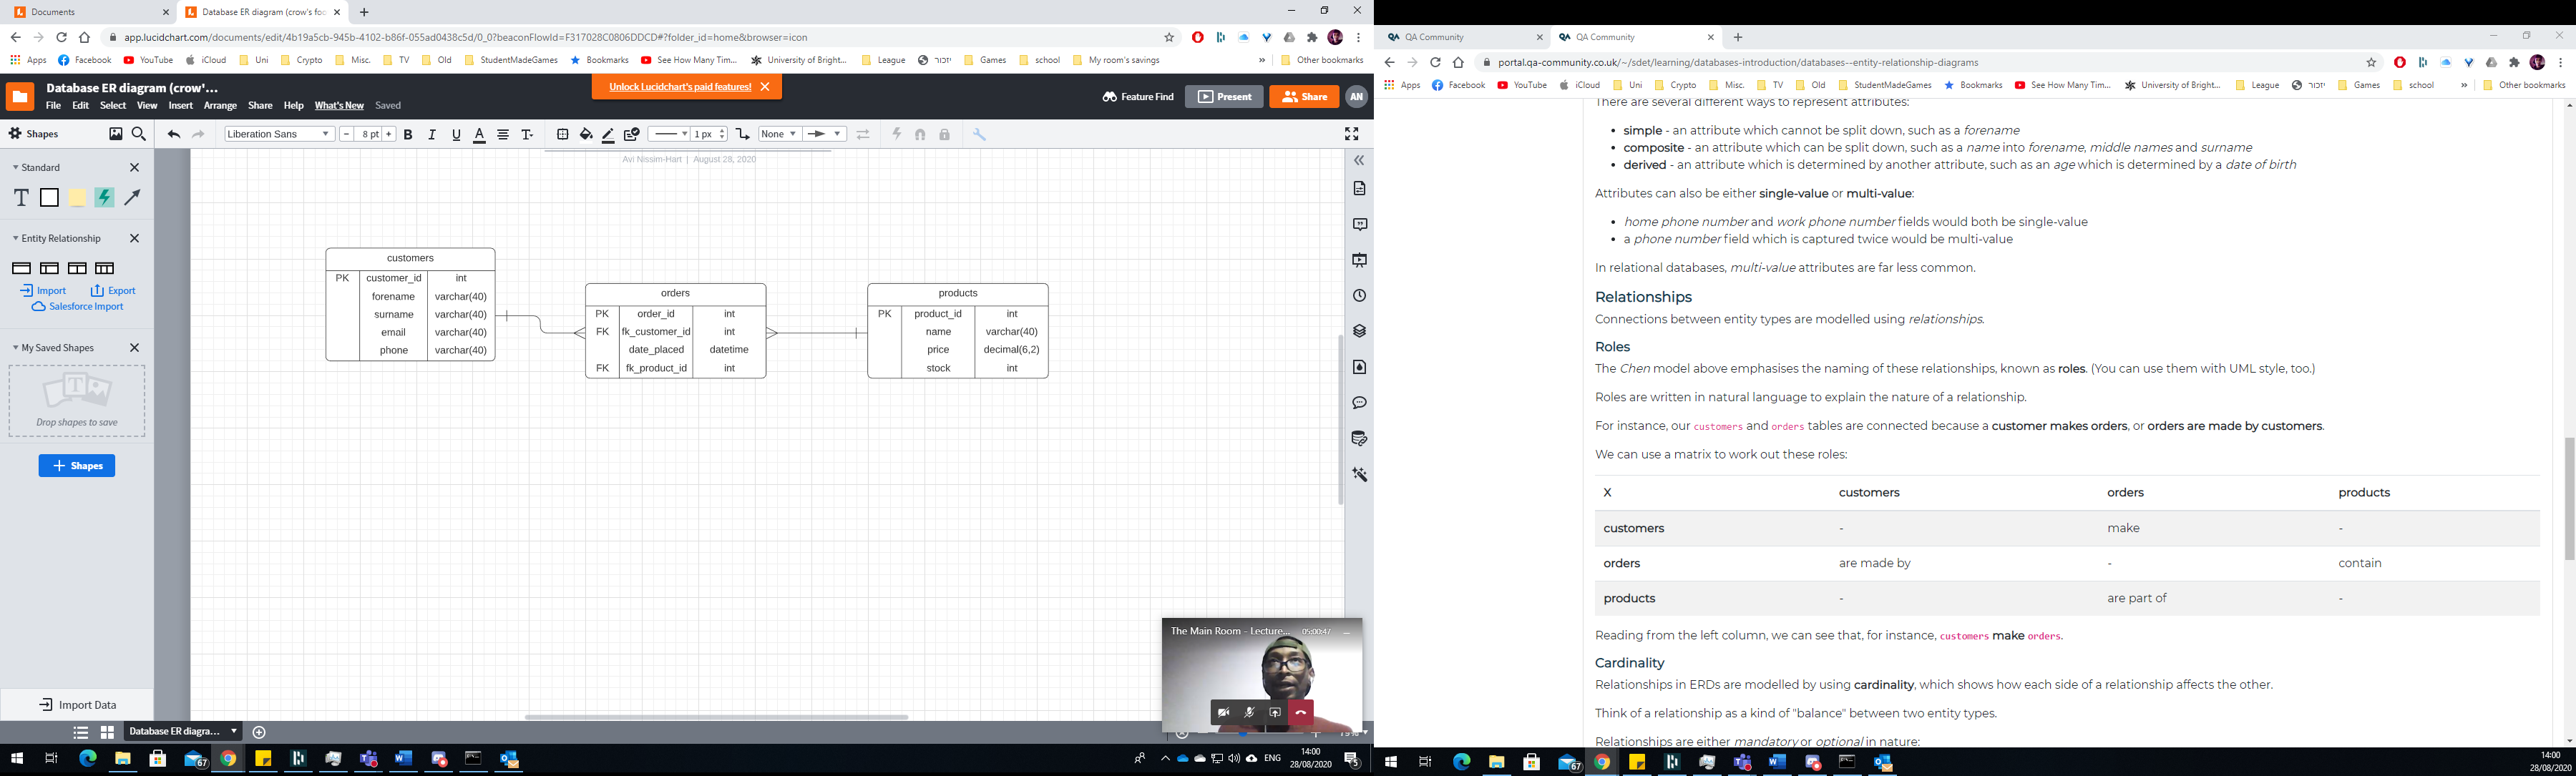 Documents
Database ER diagram (crow's foo
app.lucidchart.com/documents/edit/4b19a5cb-945b-4102-b86f-055ad0438c5d/0_0?beaconFlowId=F317028C0806DDCD#?folder_id=home&browser=icon
Apps Facebook YouTube iCloud Uni Crypto Misc. TV Old StudentMadeGames Bookmarks See How Many Tim... University of Bright... League יזכור Games My room's savings » Other bookmarks
Database ER diagram (crow'...
Unlock Lucidchart's paid features!
File Edit Select View Insert Arrange Share Help What's New Saved
Feature Find Present Share AN
Shapes
Liberation Sans − 8 pt + B I U A T 1 px None
Avi Nissim-Hart | August 28, 2020
Standard
T
Entity Relationship
Import Export
Salesforce Import
My Saved Shapes
T
Drop shapes to save
+ Shapes
Import Data
customers
PK customer_id int
forename varchar(40)
surname varchar(40)
email varchar(40)
phone varchar(40)
orders
PK order_id int
FK fk_customer_id int
date_placed datetime
FK fk_product_id int
products
PK product_id int
name varchar(40)
price decimal(6,2)
stock int
The Main Room - Lecture... 05:00:47
Database ER diagra...
67
ENG
14:00
28/08/2020
5
QA Community
QA Community
portal.qa-community.co.uk/~/sdet/learning/databases-introduction/databases--entity-relationship-diagrams
Apps Facebook YouTube iCloud Uni Crypto Misc. TV Old StudentMadeGames Bookmarks See How Many Tim... University of Bright... League יזכור Games school » Other bookmarks
There are several different ways to represent attributes:
• simple - an attribute which cannot be split down, such as a forename
• composite - an attribute which can be split down, such as a name into forename, middle names and surname
• derived - an attribute which is determined by another attribute, such as an age which is determined by a date of birth
Attributes can also be either single-value or multi-value:
• home phone number and work phone number fields would both be single-value
• a phone number field which is captured twice would be multi-value
In relational databases, multi-value attributes are far less common.
Relationships
Connections between entity types are modelled using relationships.
Roles
The Chen model above emphasises the naming of these relationships, known as roles. (You can use them with UML style, too.)
Roles are written in natural language to explain the nature of a relationship.
For instance, our customers and orders tables are connected because a customer makes orders, or orders are made by customers.
We can use a matrix to work out these roles:
X customers orders products
customers - make -
orders are made by - contain
products - are part of -
Reading from the left column, we can see that, for instance, customers make orders.
Cardinality
Relationships in ERDs are modelled by using cardinality, which shows how each side of a relationship affects the other.
Think of a relationship as a kind of "balance" between two entity types.
Relationships are either mandatory or optional in nature:
67
14:00
28/08/2020